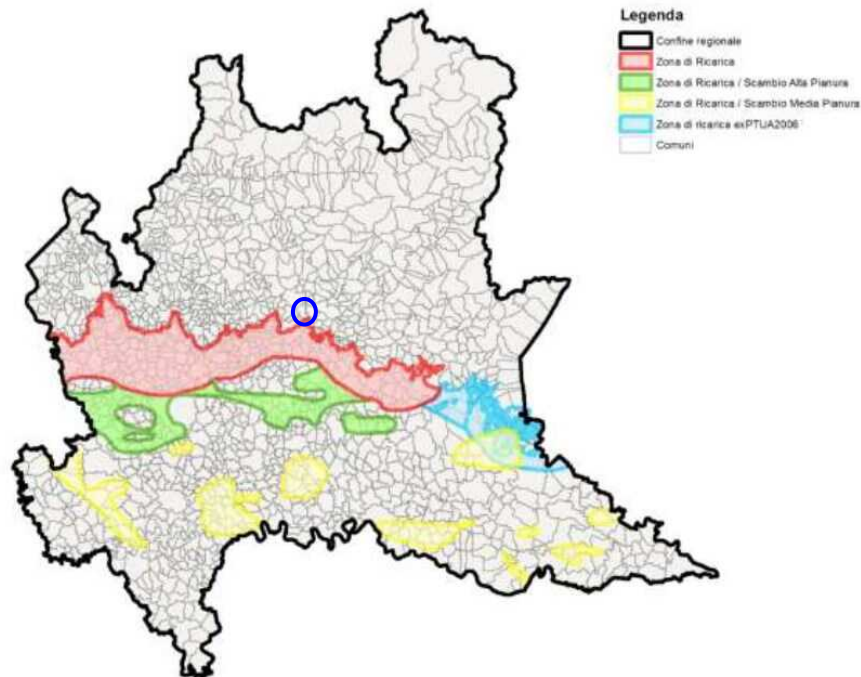 Legenda
Confine regionale
Zona di Ricarica
Zona di Ricarica / Scambio Alta Pianura
Zona di Ricarica / Scambio Media Pianura
Zona di ricarica exPTUA2006
Comuni